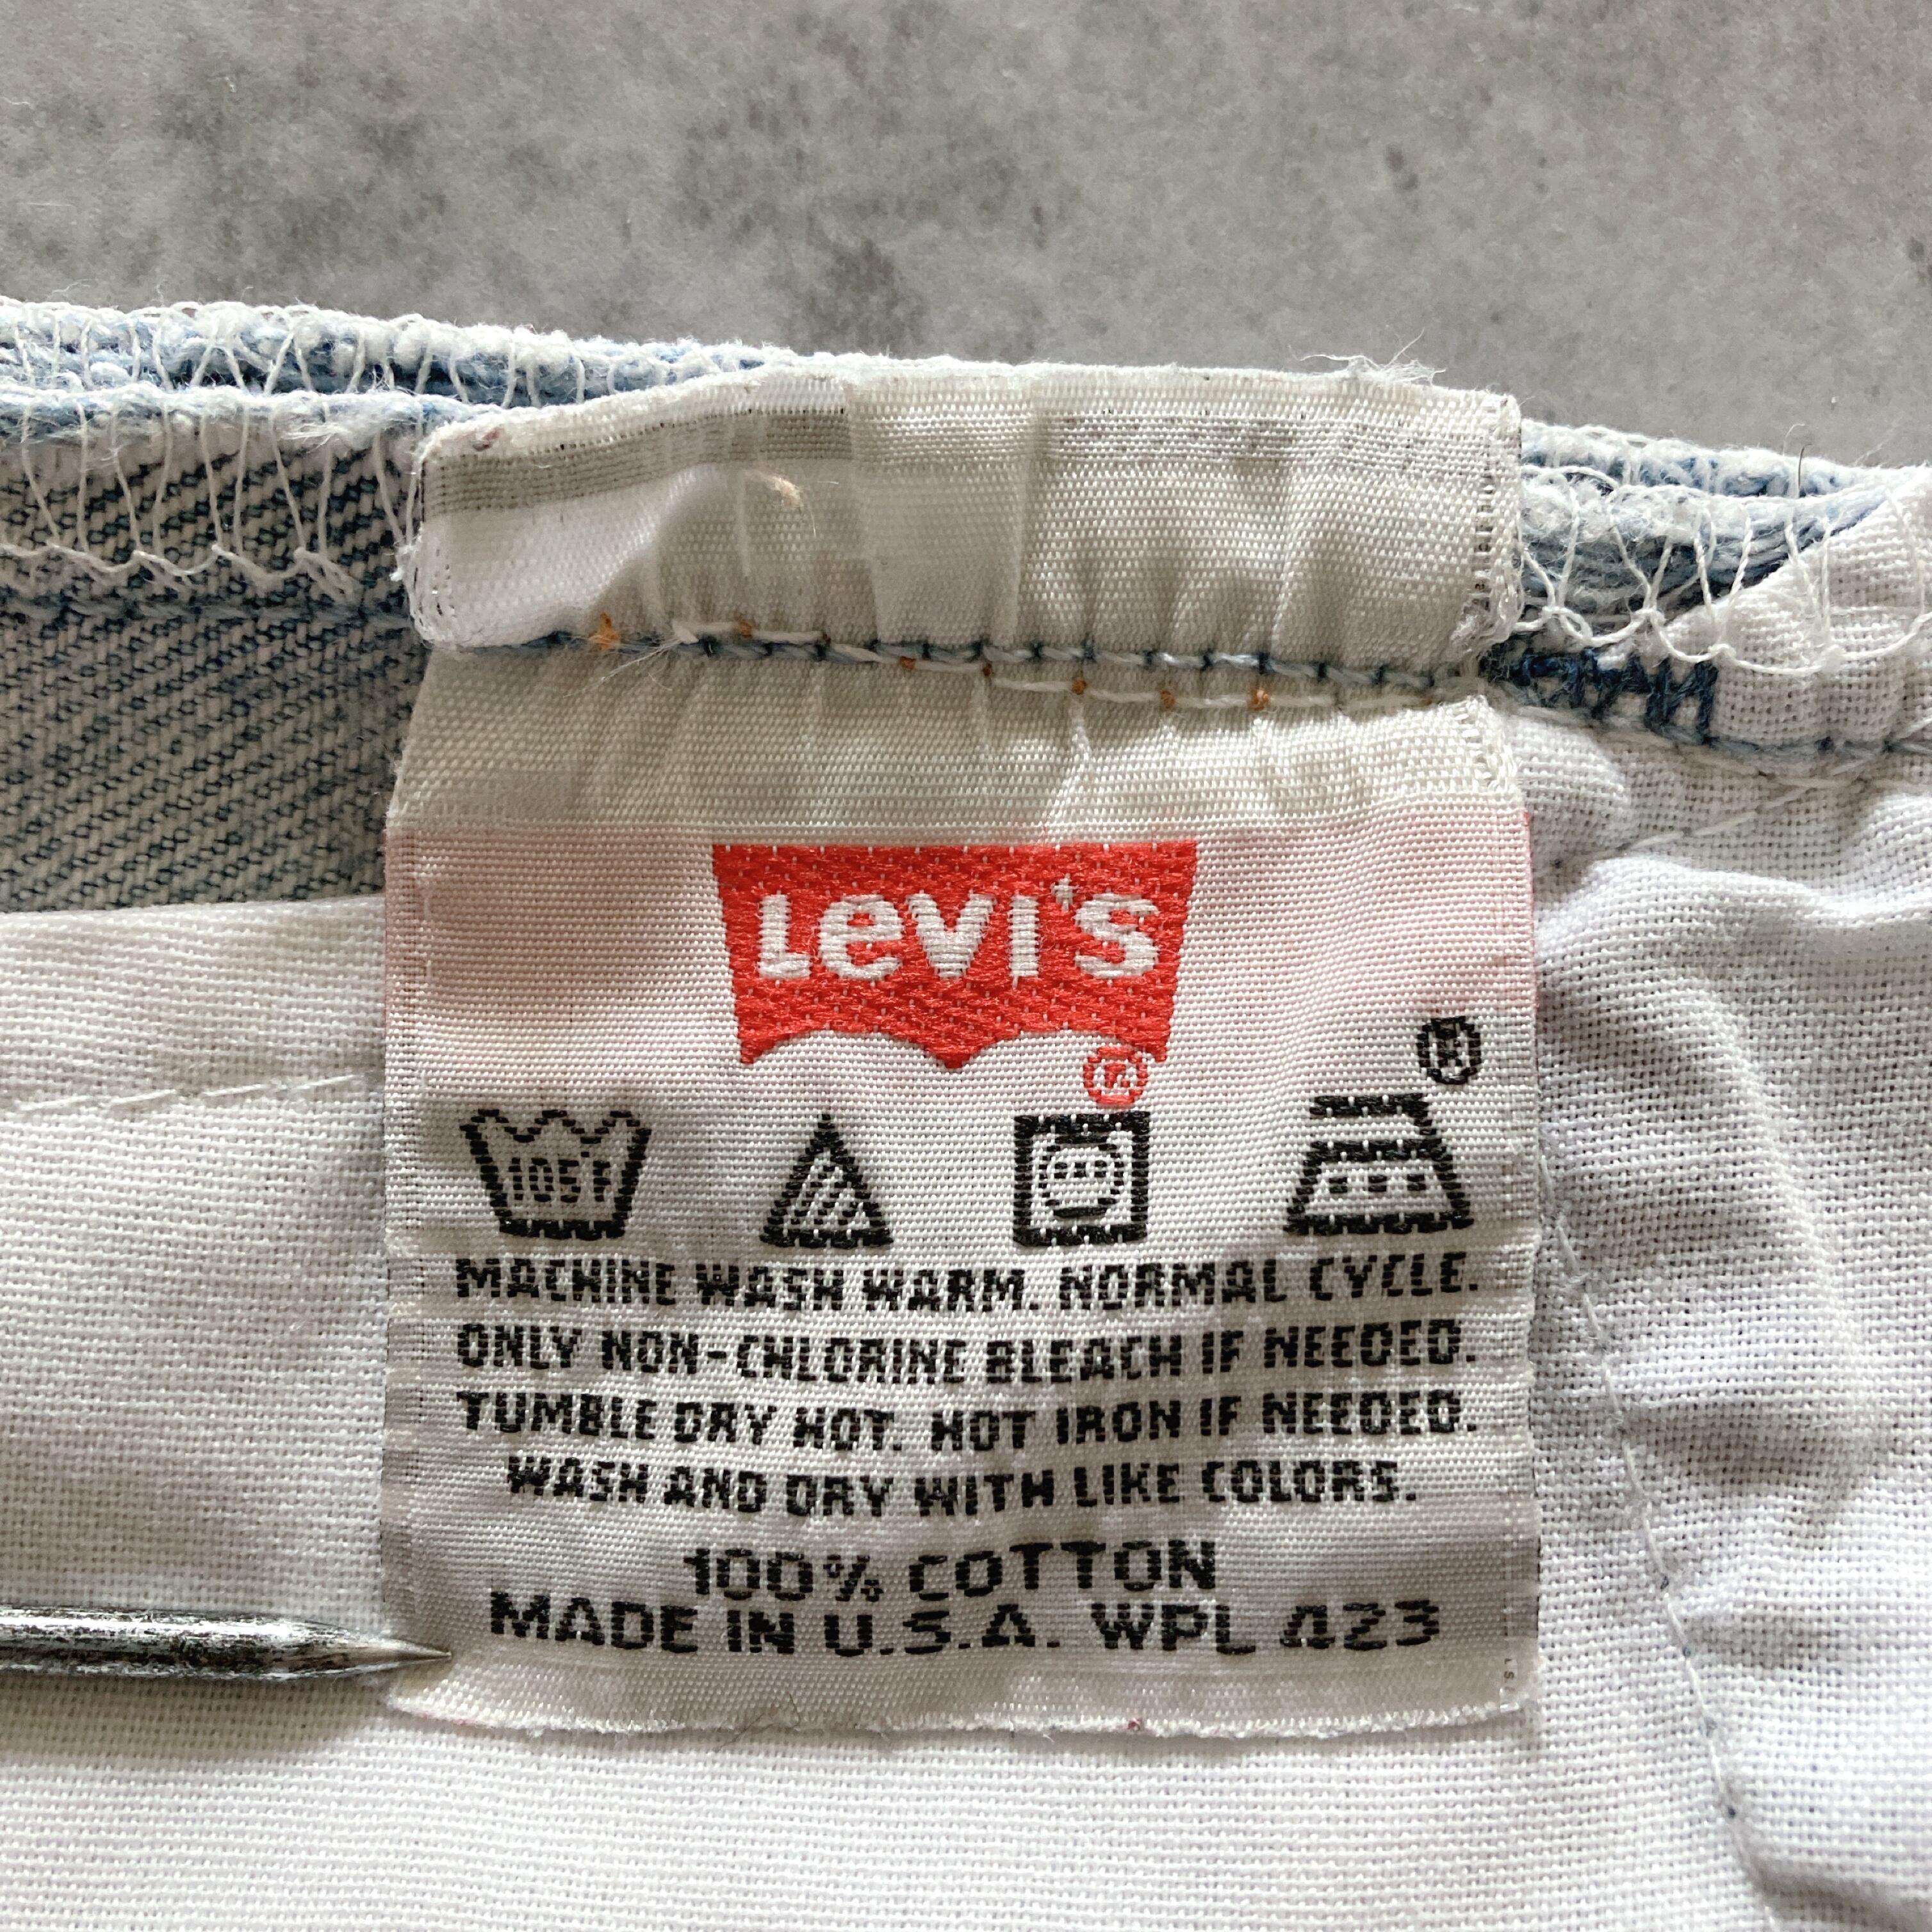 LEVI'S
®
®
105°F
MACHINE WASH WARM. NORMAL CYCLE.
ONLY NON-CHLORINE BLEACH IF NEEDED.
TUMBLE DRY HOT. HOT IRON IF NEEDED.
WASH AND DRY WITH LIKE COLORS.
100% COTTON
MADE IN U.S.A. WPL 423